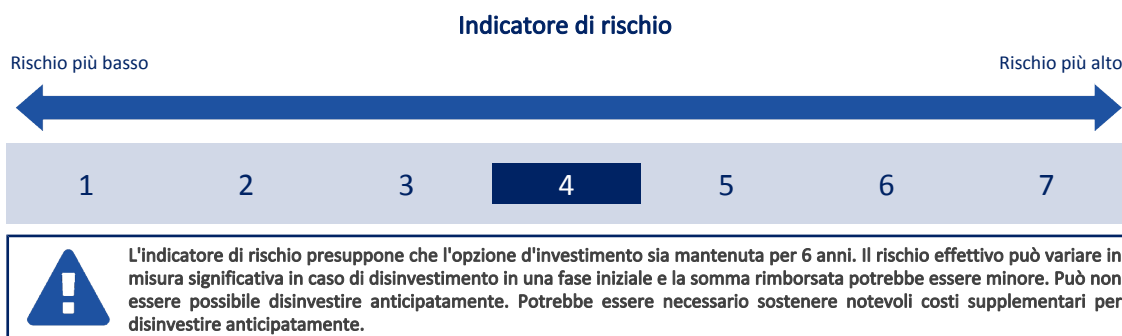 Indicatore di rischio
Rischio più basso
Rischio più alto
1 2 3 4 5 6 7
L'indicatore di rischio presuppone che l'opzione d'investimento sia mantenuta per 6 anni. Il rischio effettivo può variare in
misura significativa in caso di disinvestimento in una fase iniziale e la somma rimborsata potrebbe essere minore. Può non
essere possibile disinvestire anticipatamente. Potrebbe essere necessario sostenere notevoli costi supplementari per
disinvestire anticipatamente.